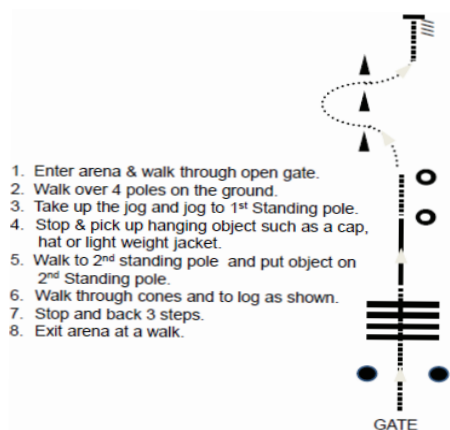 1. Enter arena & walk through open gate.
2. Walk over 4 poles on the ground.
3. Take up the jog and jog to 1st Standing pole.
4. Stop & pick up hanging object such as a cap,
hat or light weight jacket.
5. Walk to 2nd standing pole and put object on
2nd Standing pole.
6. Walk through cones and to log as shown.
7. Stop and back 3 steps.
8. Exit arena at a walk.
GATE